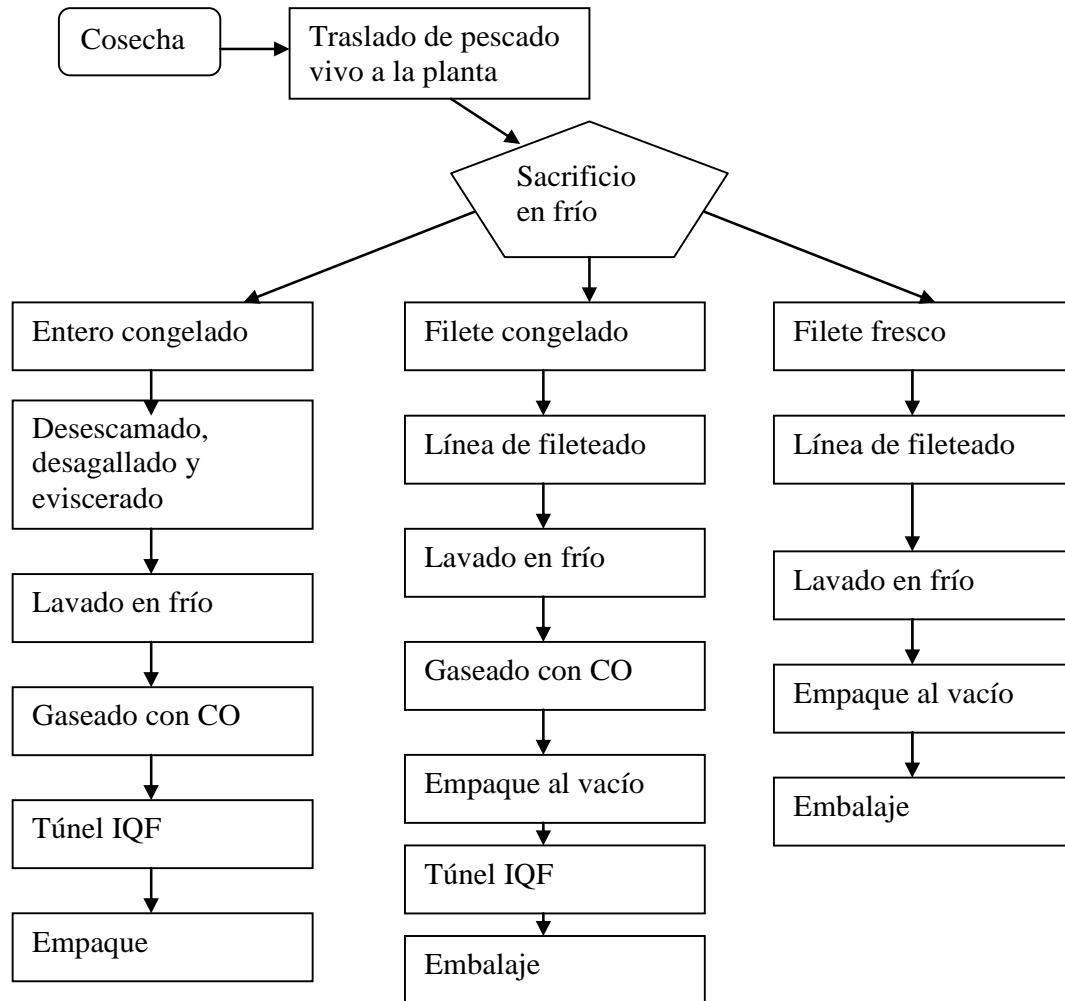 Cosecha
Traslado de pescado
vivo a la planta
Sacrificio
en frío
Entero congelado
Desescamado,
desagallado y
eviscerado
Lavado en frío
Gaseado con CO
Túnel IQF
Empaque
Filete congelado
Línea de fileteado
Lavado en frío
Gaseado con CO
Empaque al vacío
Túnel IQF
Embalaje
Filete fresco
Línea de fileteado
Lavado en frío
Empaque al vacío
Embalaje